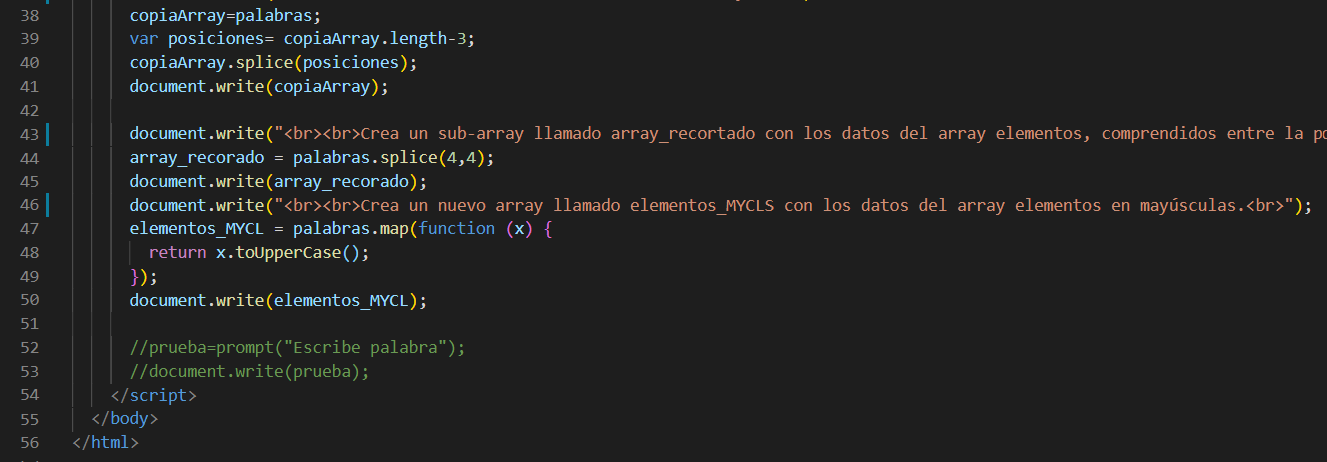 38 copiaArray=palabras;
39 var posiciones= copiaArray.length-3;
40 copiaArray.splice(posiciones);
41 document.write(copiaArray);
42
43 document.write("<br><br>Crea un sub-array llamado array_recortado con los datos del array elementos, comprendidos entre la po
44 array_recorado = palabras.splice(4,4);
45 document.write(array_recorado);
46 document.write("<br><br>Crea un nuevo array llamado elementos_MYCLS con los datos del array elementos en mayúsculas.<br>");
47 elementos_MYCL = palabras.map(function (x) {
48 return x.toUpperCase();
49 });
50 document.write(elementos_MYCL);
51
52 //prueba=prompt("Escribe palabra");
53 //document.write(prueba);
54 </script>
55 </body>
56 </html>